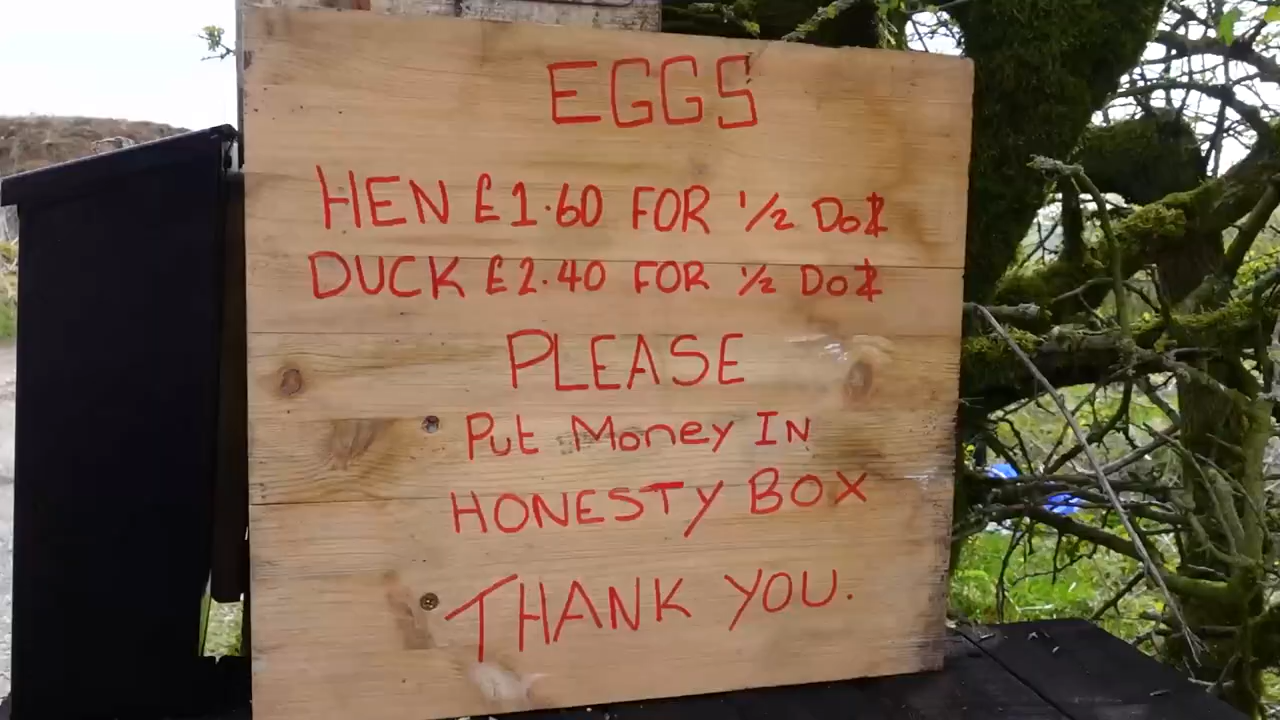 EGGS
HEN £1.60 FOR 1/2 DoZ
DUCK £2.40 FOR 1/2 DoZ
PLEASE
Put Money IN
HONESTY BOX
THANK YOU.